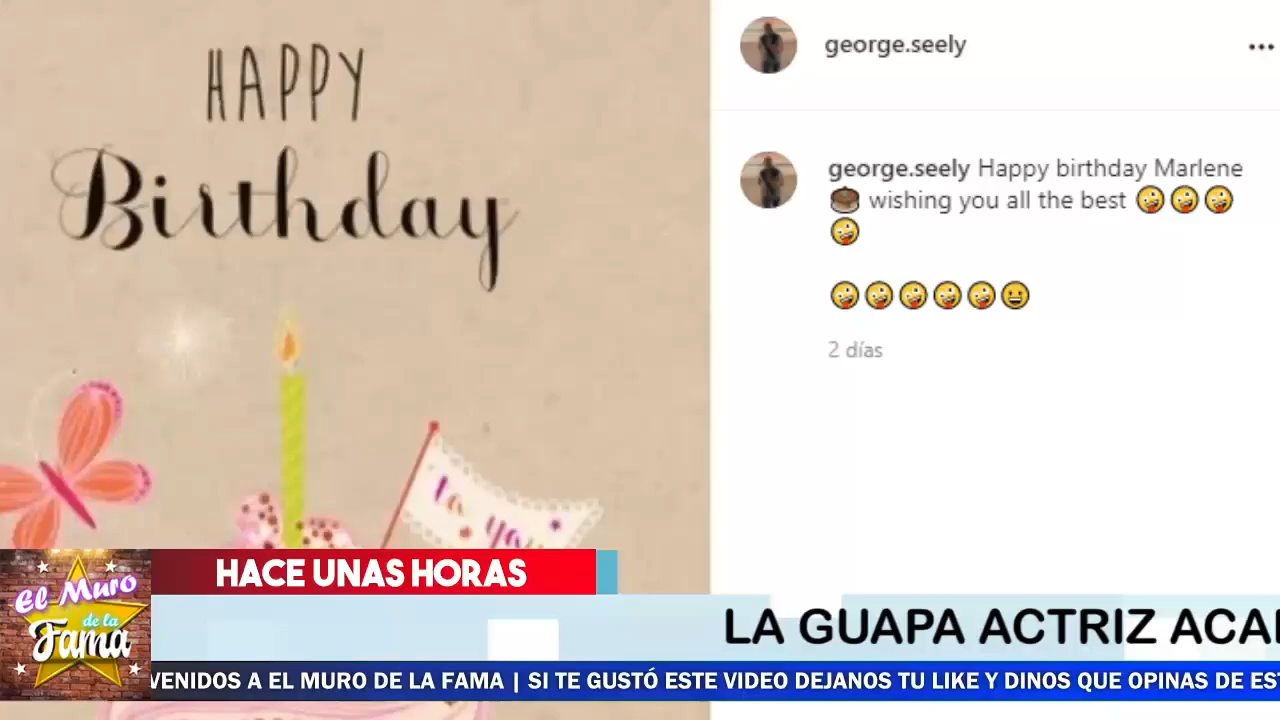 HAPPY
Birthday
to you
george.seely
george.seely Happy birthday Marlene
wishing you all the best
2 días
HACE UNAS HORAS
El Muro
de la
Fama
LA GUAPA ACTRIZ ACA
VENIDOS A EL MURO DE LA FAMA | SI TE GUSTÓ ESTE VIDEO DEJANOS TU LIKE Y DINOS QUE OPINAS DE ES